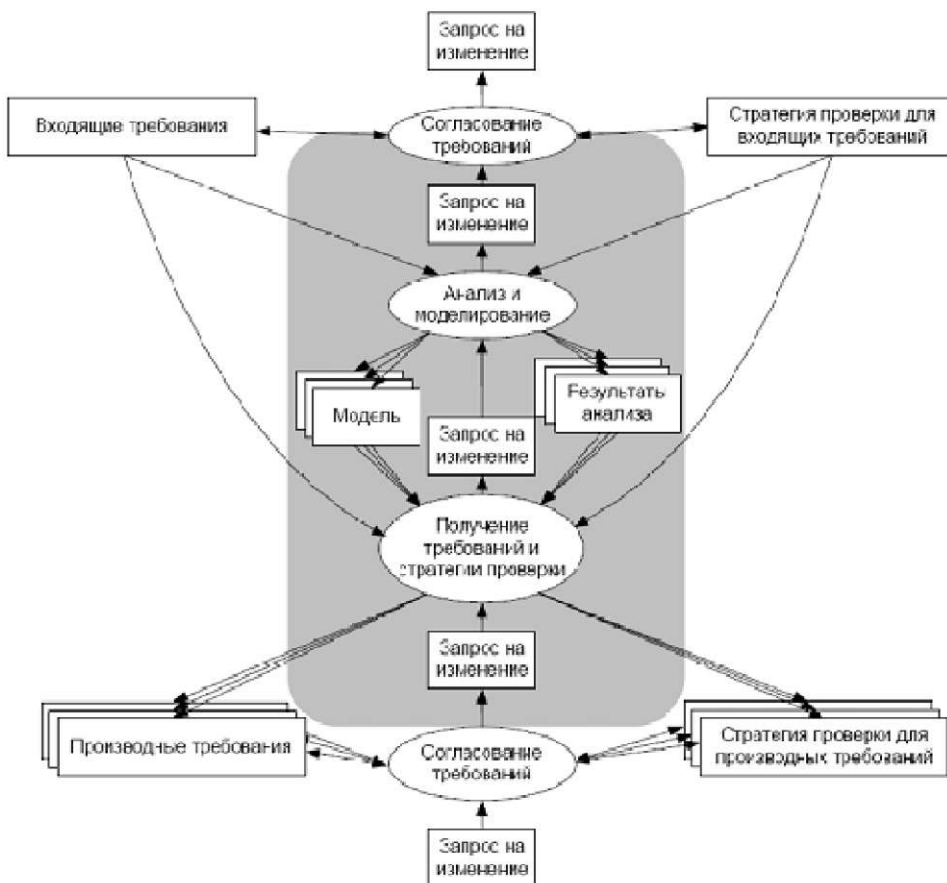 Запрос на
изменение
Входящие требования
Согласование
требований
Стратегия проверки для
входящих требований
Запрос на
изменение
Анализ и
моделирование
Модель
Результаты
анализа
Запрос на
изменение
Получение
требований и
стратегии проверки
Запрос на
изменение
Производные требования
Согласование
требований
Стратегия проверки для
производных требований
Запрос на
изменение